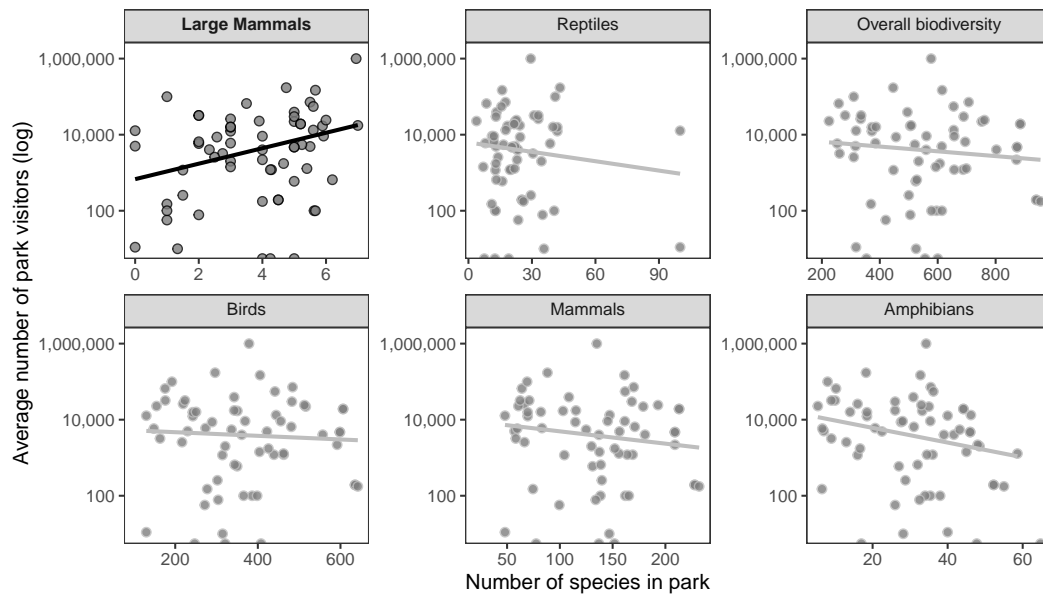 Large Mammals
Reptiles
Overall biodiversity
1,000,000
10,000
100
0 2 4 6
1,000,000
10,000
100
0 30 60 90
1,000,000
10,000
100
200 400 600 800
Birds
Mammals
Amphibians
1,000,000
10,000
100
200 400 600
1,000,000
10,000
100
50 100 150 200
1,000,000
10,000
100
20 40 60
Average number of park visitors (log)
Number of species in park